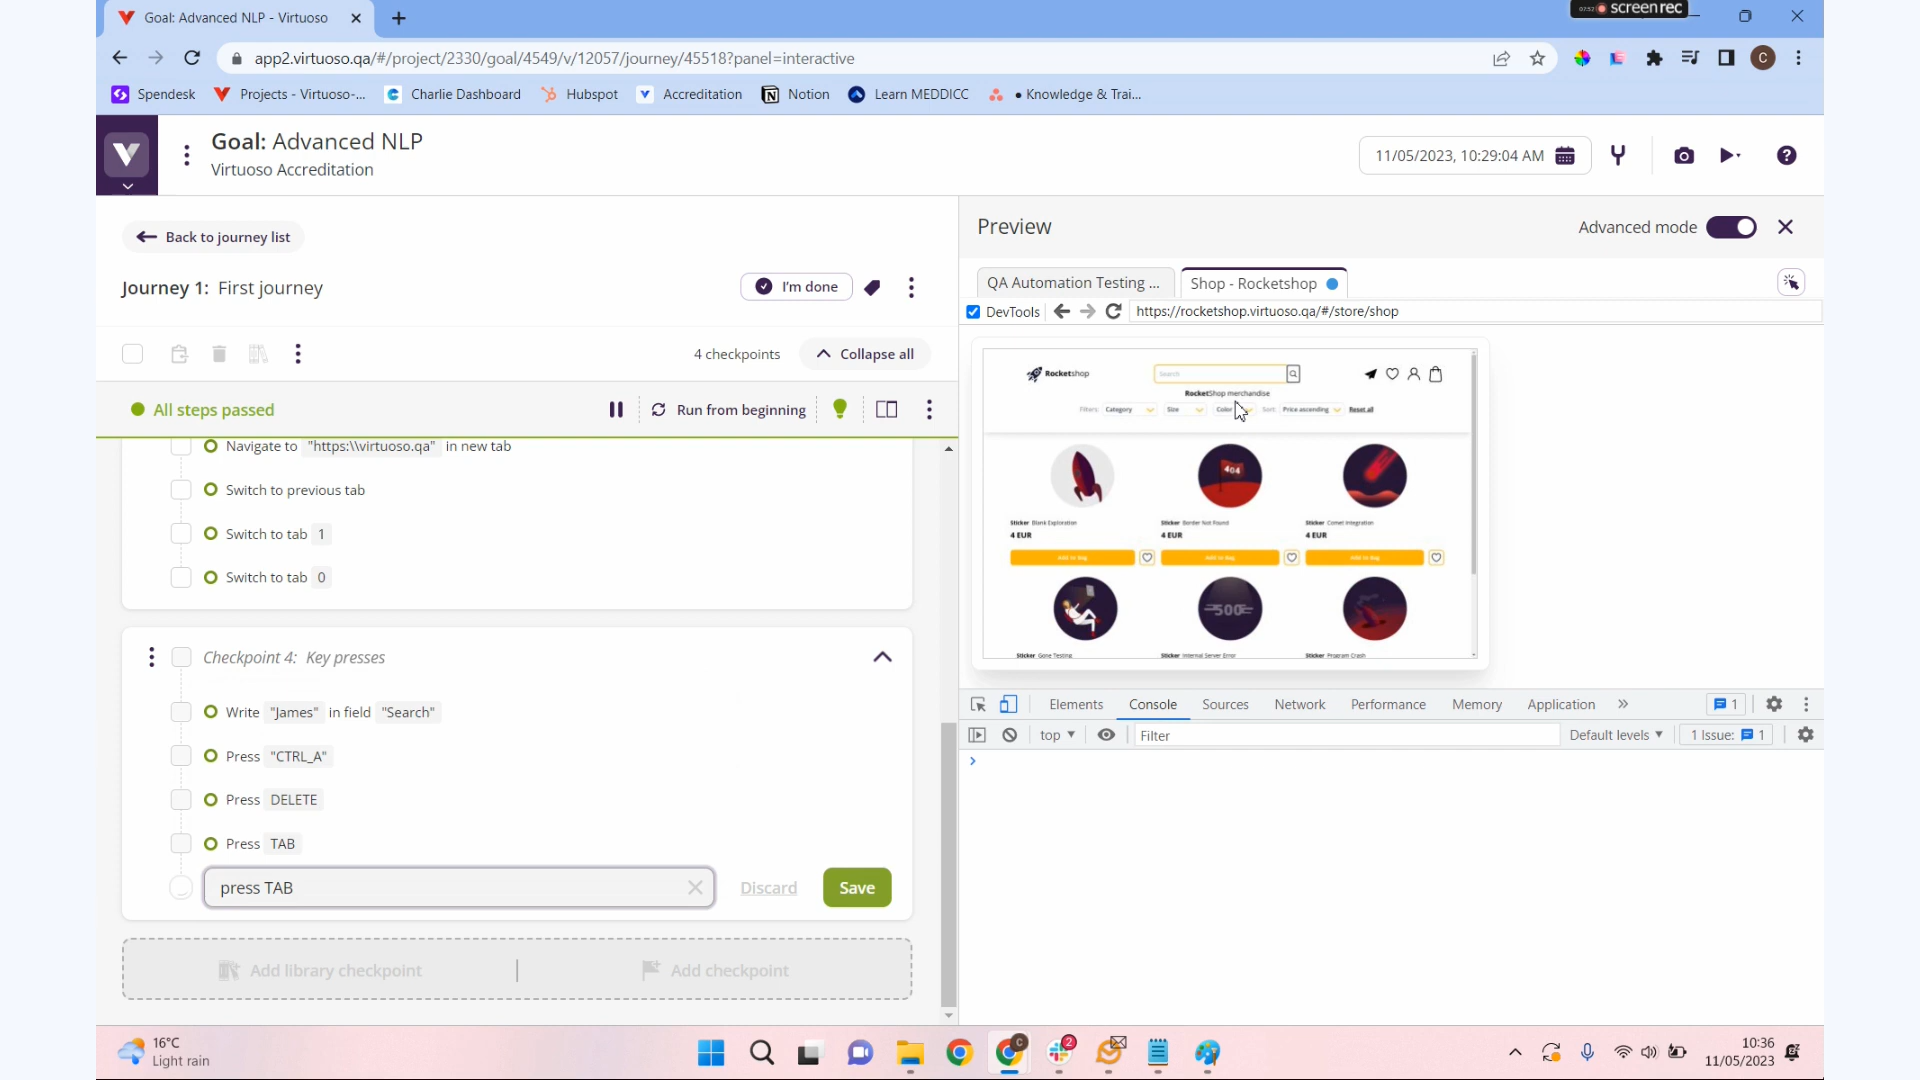 Goal: Advanced NLP - Virtuoso
07:52 screenrec
app2.virtuoso.qa/#/project/2330/goal/4549/v/12057/journey/45518?panel=interactive
C
Spendesk
Projects - Virtuoso-...
Charlie Dashboard
Hubspot
Accreditation
Notion
Learn MEDDICC
• Knowledge & Trai...
Goal: Advanced NLP
Virtuoso Accreditation
11/05/2023, 10:29:04 AM
Back to journey list
Journey 1: First journey
I'm done
4 checkpoints
Collapse all
All steps passed
Run from beginning
Navigate to "https:\\virtuoso.qa" in new tab
Switch to previous tab
Switch to tab 1
Switch to tab 0
Checkpoint 4: Key presses
Write "James" in field "Search"
Press "CTRL_A"
Press DELETE
Press TAB
press TAB
Discard
Save
Add library checkpoint
Add checkpoint
Preview
Advanced mode
QA Automation Testing ...
Shop - Rocketshop
DevTools
https://rocketshop.virtuoso.qa/#/store/shop
Rocketshop
Search
RocketShop merchandise
Filters: Category Size Color Sort: Price ascending Reset all
404
Sticker Blank Exploration
Sticker Border Not Found
Sticker Comet Integration
4 EUR 4 EUR 4 EUR
Add to bag Add to bag Add to bag
500
Sticker Gone Testing
Sticker Internal Server Error
Sticker Program Crash
Elements Console Sources Network Performance Memory Application » 1
top ▼
Filter
Default levels ▼
1 Issue: 1
16°C
Light rain
C
2
10:36
11/05/2023